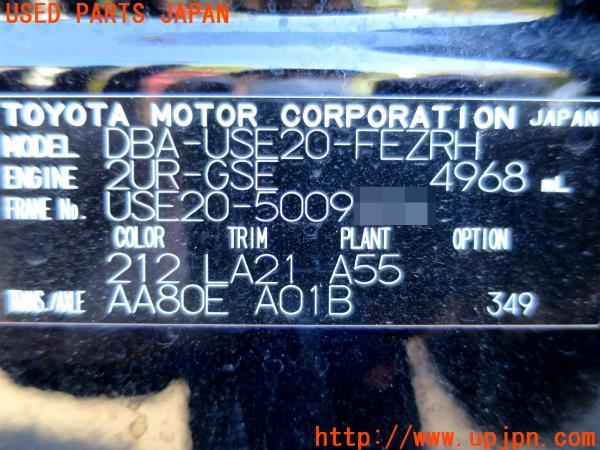 USED PARTS JAPAN
TOYOTA MOTOR CORPORATION JAPAN
MODEL DBA-USE20-FEZRH
ENGINE 2UR-GSE 4968 mL
FRAME No. USE20-5009
COLOR TRIM PLANT OPTION
212 LA21 A55
TRANS./AXLE AA80E A01B 349
http://www.upjpn.com/